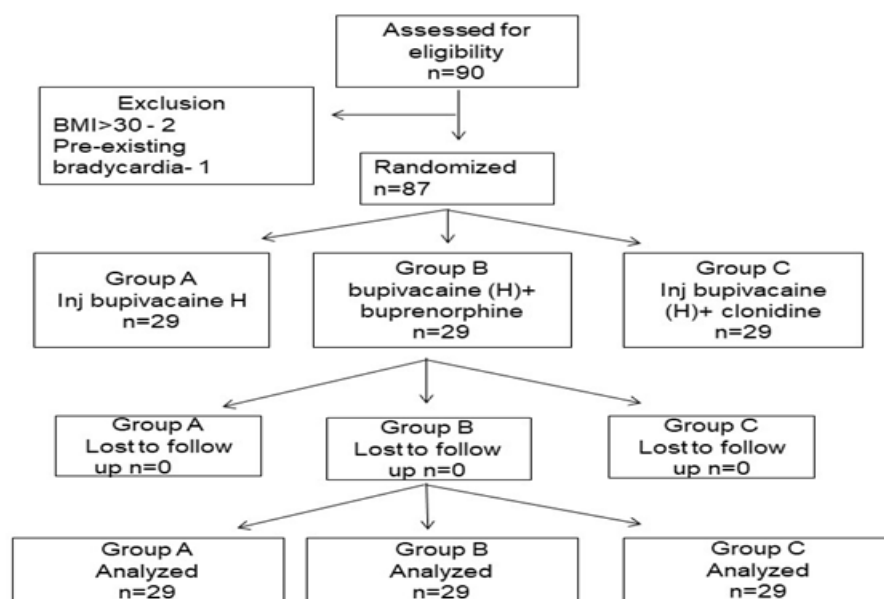 Assessed for
eligibility
n=90
Exclusion
BMI>30 - 2
Pre-existing
bradycardia- 1
Randomized
n=87
Group A
Inj bupivacaine H
n=29
Group B
bupivacaine (H)+
buprenorphine
n=29
Group C
Inj bupivacaine
(H)+ clonidine
n=29
Group A
Lost to follow
up n=0
Group B
Lost to follow
up n=0
Group C
Lost to follow
up n=0
Group A
Analyzed
n=29
Group B
Analyzed
n=29
Group C
Analyzed
n=29